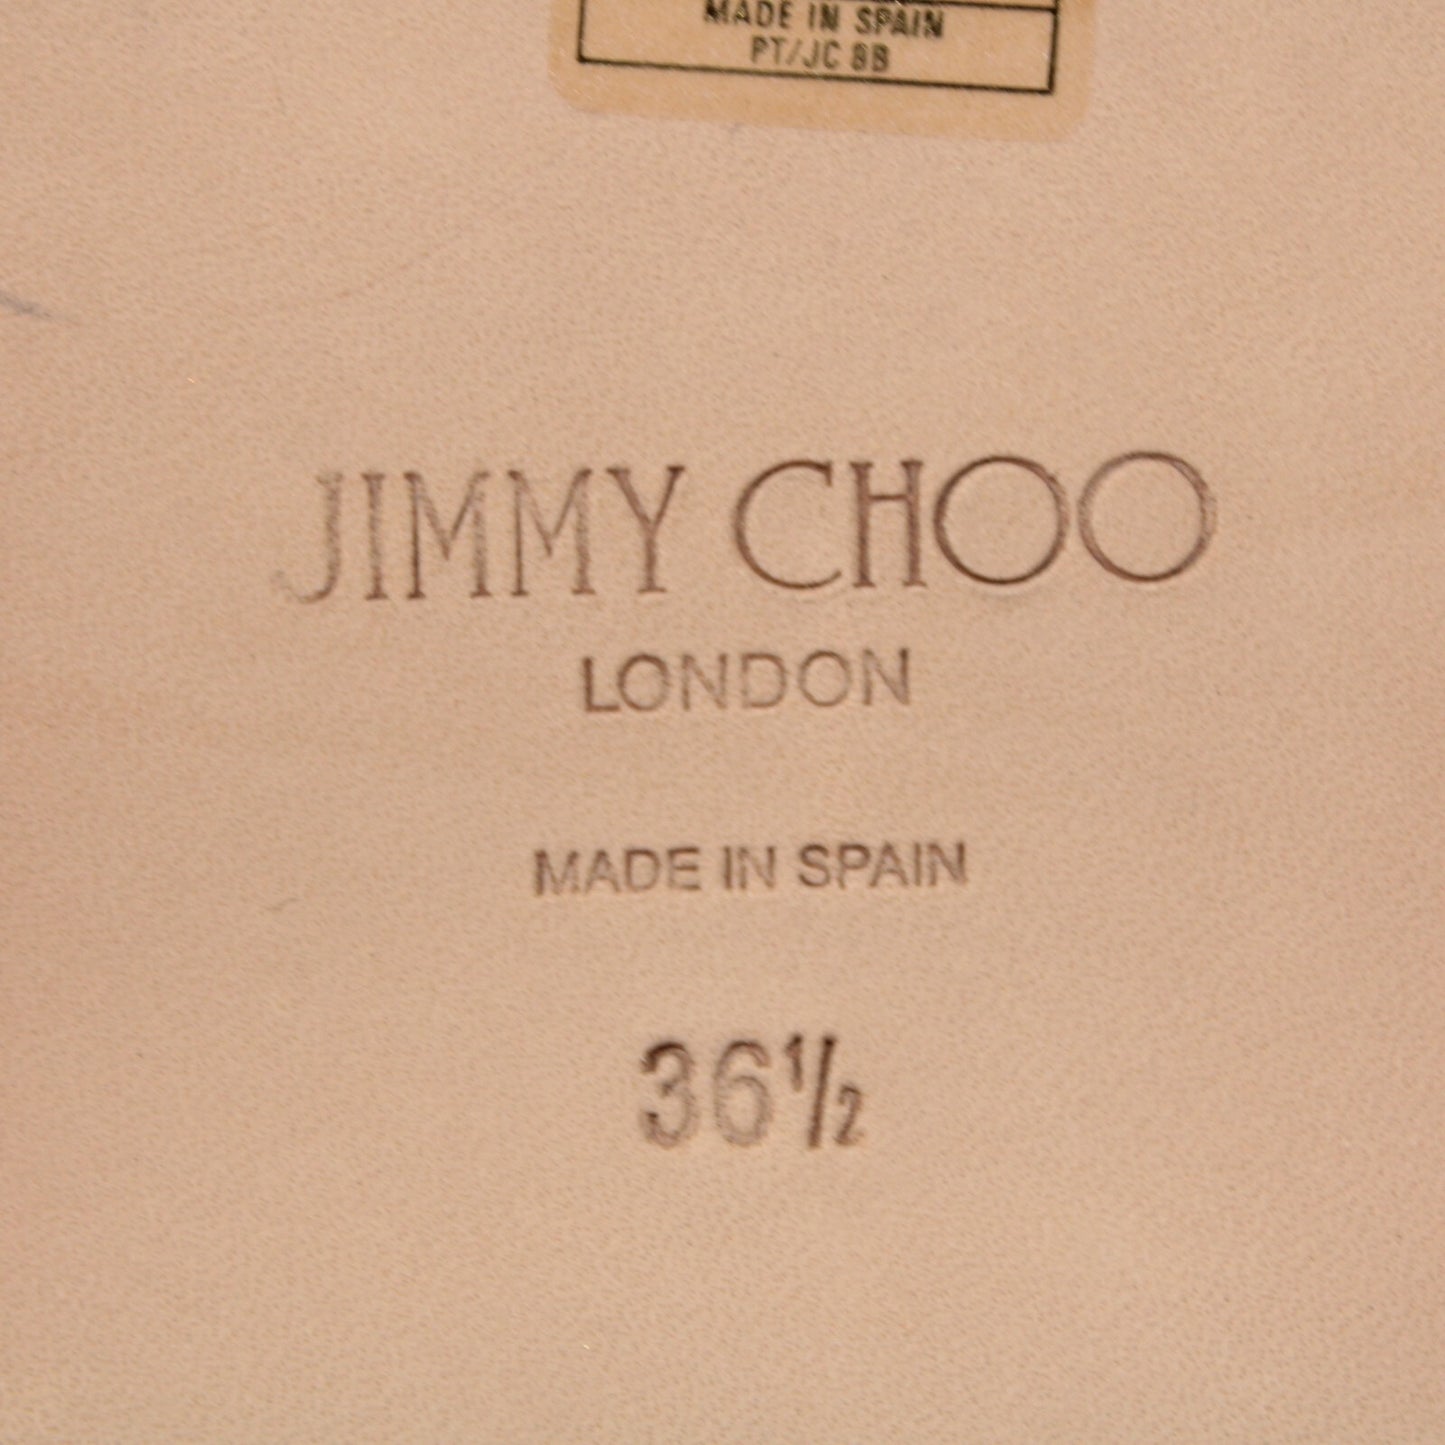 MADE IN SPAIN
PT/JC 8B
JIMMY CHOO
LONDON
MADE IN SPAIN
36½